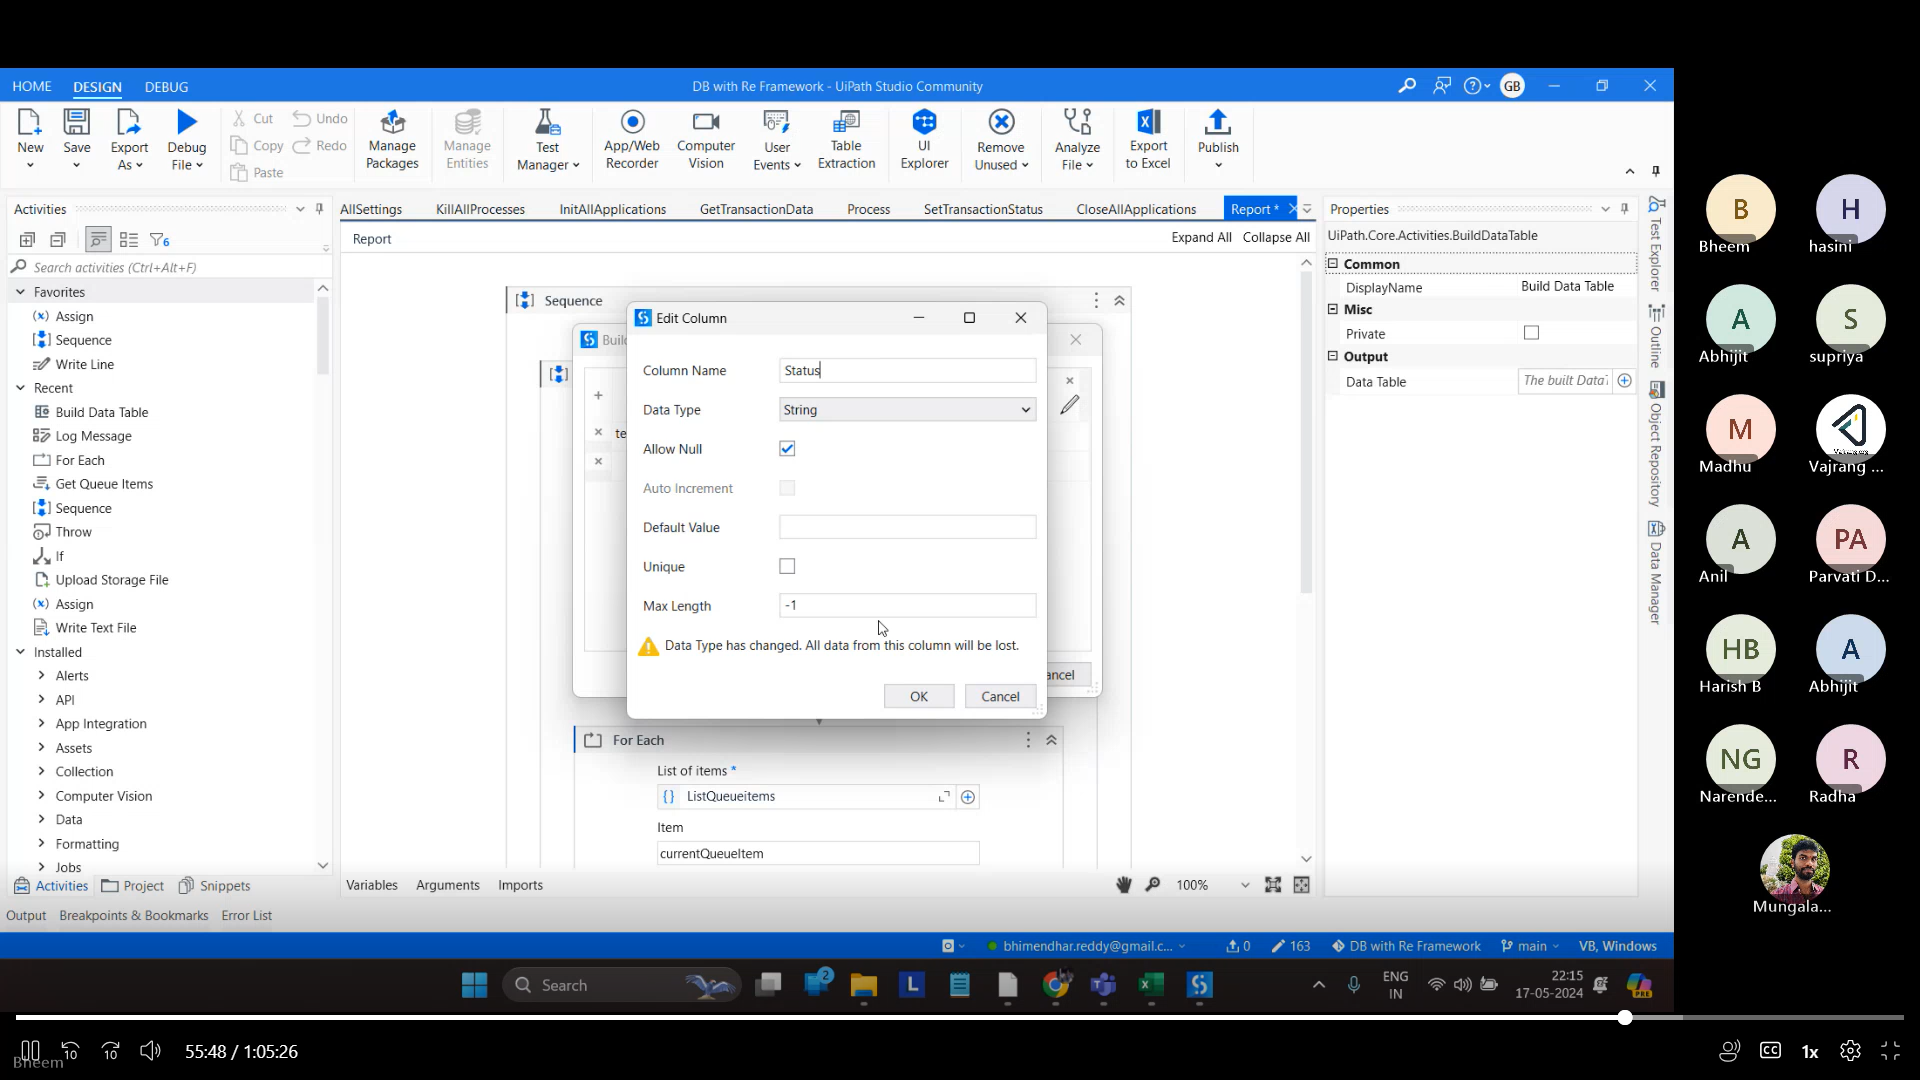 HOME DESIGN DEBUG
DB with Re Framework - UiPath Studio Community
GB
New
Save
Export As
Debug File
Cut
Copy
Paste
Undo
Redo
Manage Packages
Manage Entities
Test Manager
App/Web Recorder
Computer Vision
User Events
Table Extraction
UI Explorer
Remove Unused
Analyze File
Export to Excel
Publish
Activities
6
Search activities (Ctrl+Alt+F)
Favorites
Assign
Sequence
Write Line
Recent
Build Data Table
Log Message
For Each
Get Queue Items
Sequence
Throw
If
Upload Storage File
Assign
Write Text File
Installed
Alerts
API
App Integration
Assets
Collection
Computer Vision
Data
Formatting
Jobs
Activities Project Snippets
Output Breakpoints & Bookmarks Error List
AllSettings KillAllProcesses InitAllApplications GetTransactionData Process SetTransactionStatus CloseAllApplications Report *
Report
Expand All Collapse All
Sequence
Buil
te
ancel
Edit Column
Column Name Status
Data Type String
Allow Null
Auto Increment
Default Value
Unique
Max Length -1
Data Type has changed. All data from this column will be lost.
OK Cancel
For Each
List of items *
{} ListQueueitems
Item
currentQueueItem
Variables Arguments Imports
100%
Properties
UiPath.Core.Activities.BuildDataTable
Common
DisplayName Build Data Table
Misc
Private
Output
Data Table The built Data
Test Explorer
Outline
Object Repository
Data Manager
bhimendhar.reddy@gmail.c...
0
163
DB with Re Framework
main
VB, Windows
Search
2
L
ENG
IN
22:15
17-05-2024
PRE
B
Bheem
H
hasini
A
Abhijit
S
supriya
M
Madhu
Vajrang ...
A
Anil
PA
Parvati D...
HB
Harish B
A
Abhijit
NG
Narende...
R
Radha
Mungala...
10
10
55:48 / 1:05:26
Bheem
CC
1x